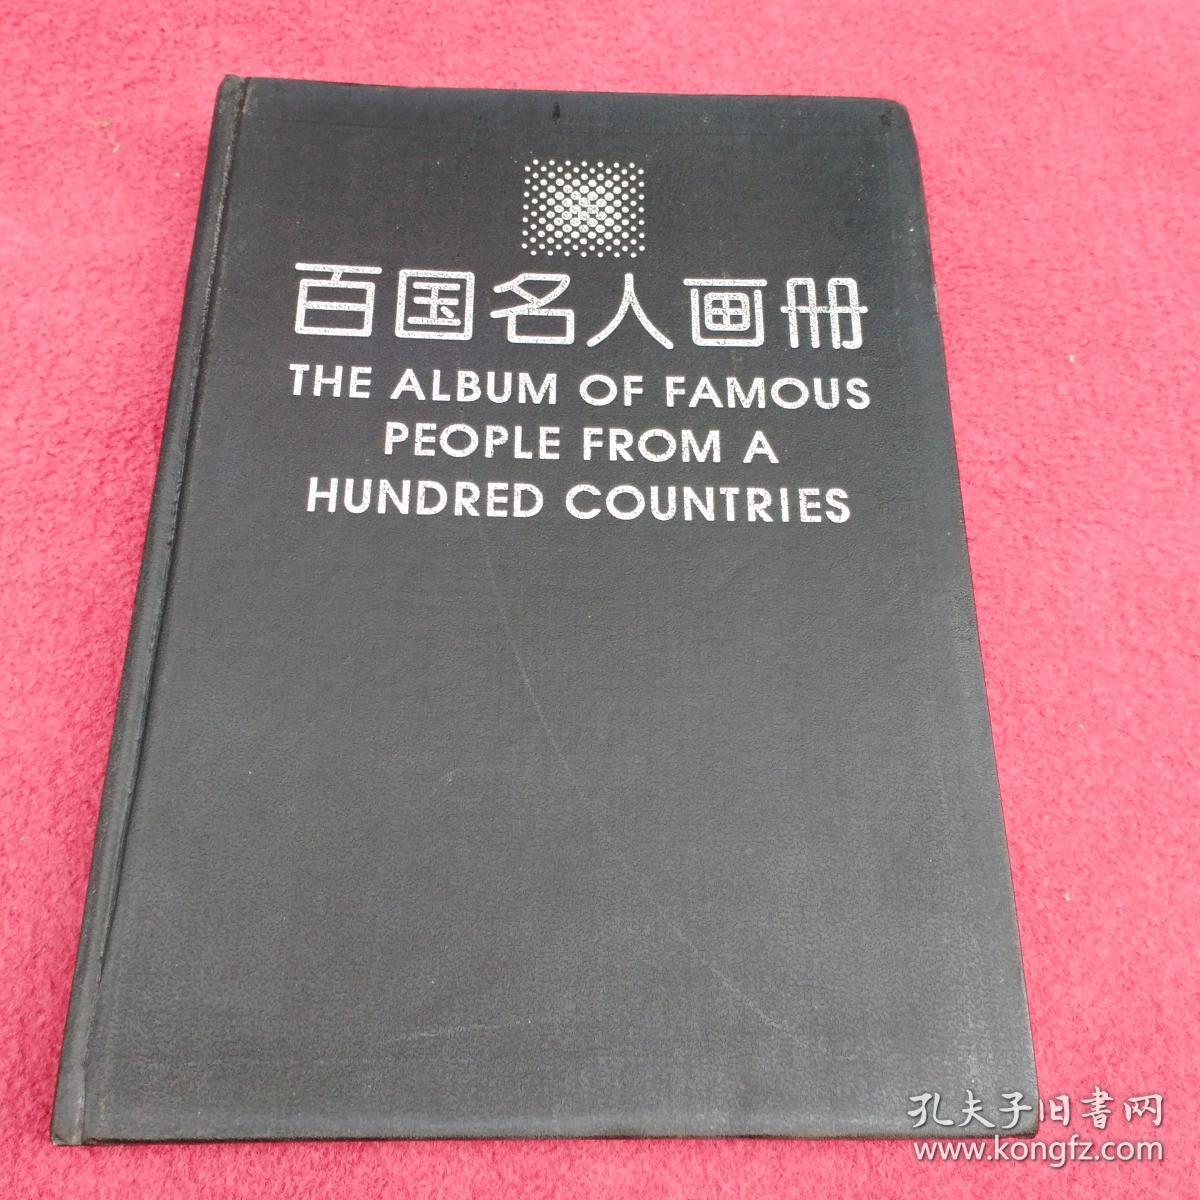 百国名人画册
THE ALBUM OF FAMOUS
PEOPLE FROM A
HUNDRED COUNTRIES
孔夫子旧書网
www.kongfz.com